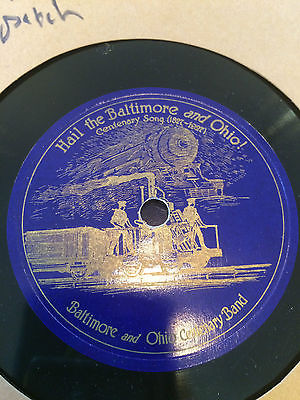 Hail the Baltimore and Ohio!
Centenary Song (1827-1927)
Baltimore and Ohio Centenary Band